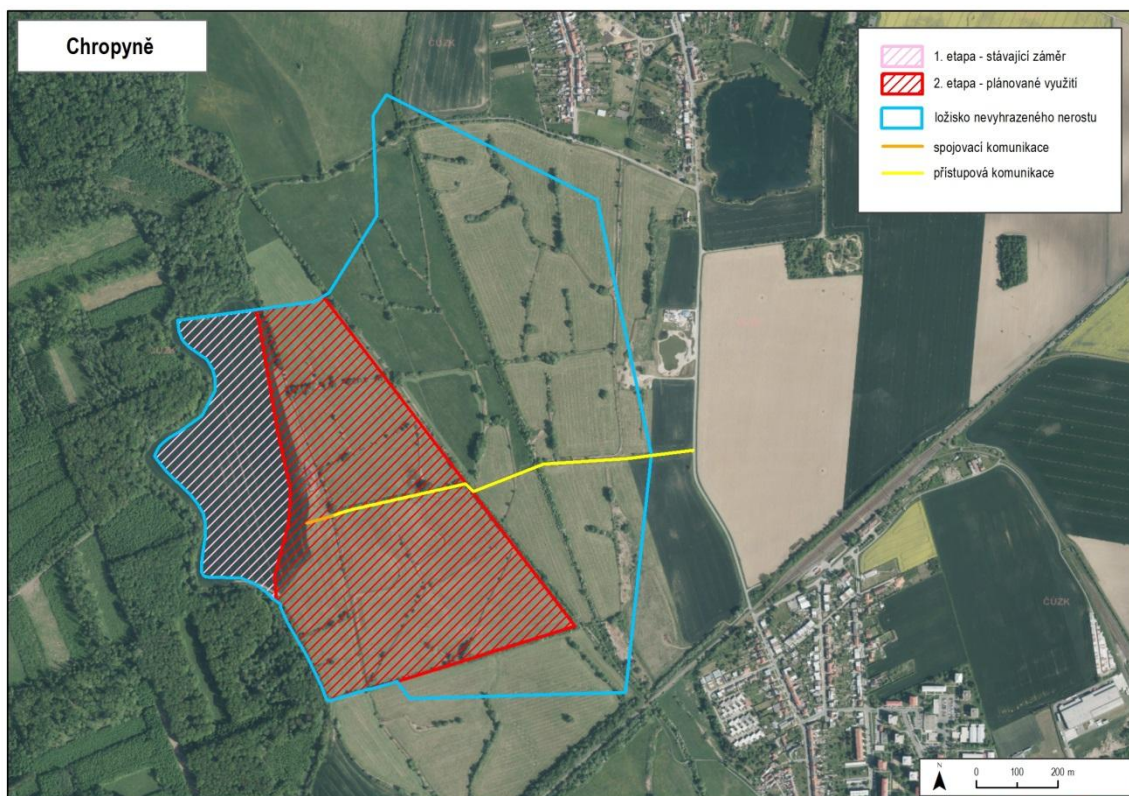 Chropyně
1. etapa - stávající záměr
2. etapa - plánované využití
ložisko nevyhrazeného nerostu
spojovací komunikace
přístupová komunikace
ČÚZK
ČÚZK
N
0 100 200 m